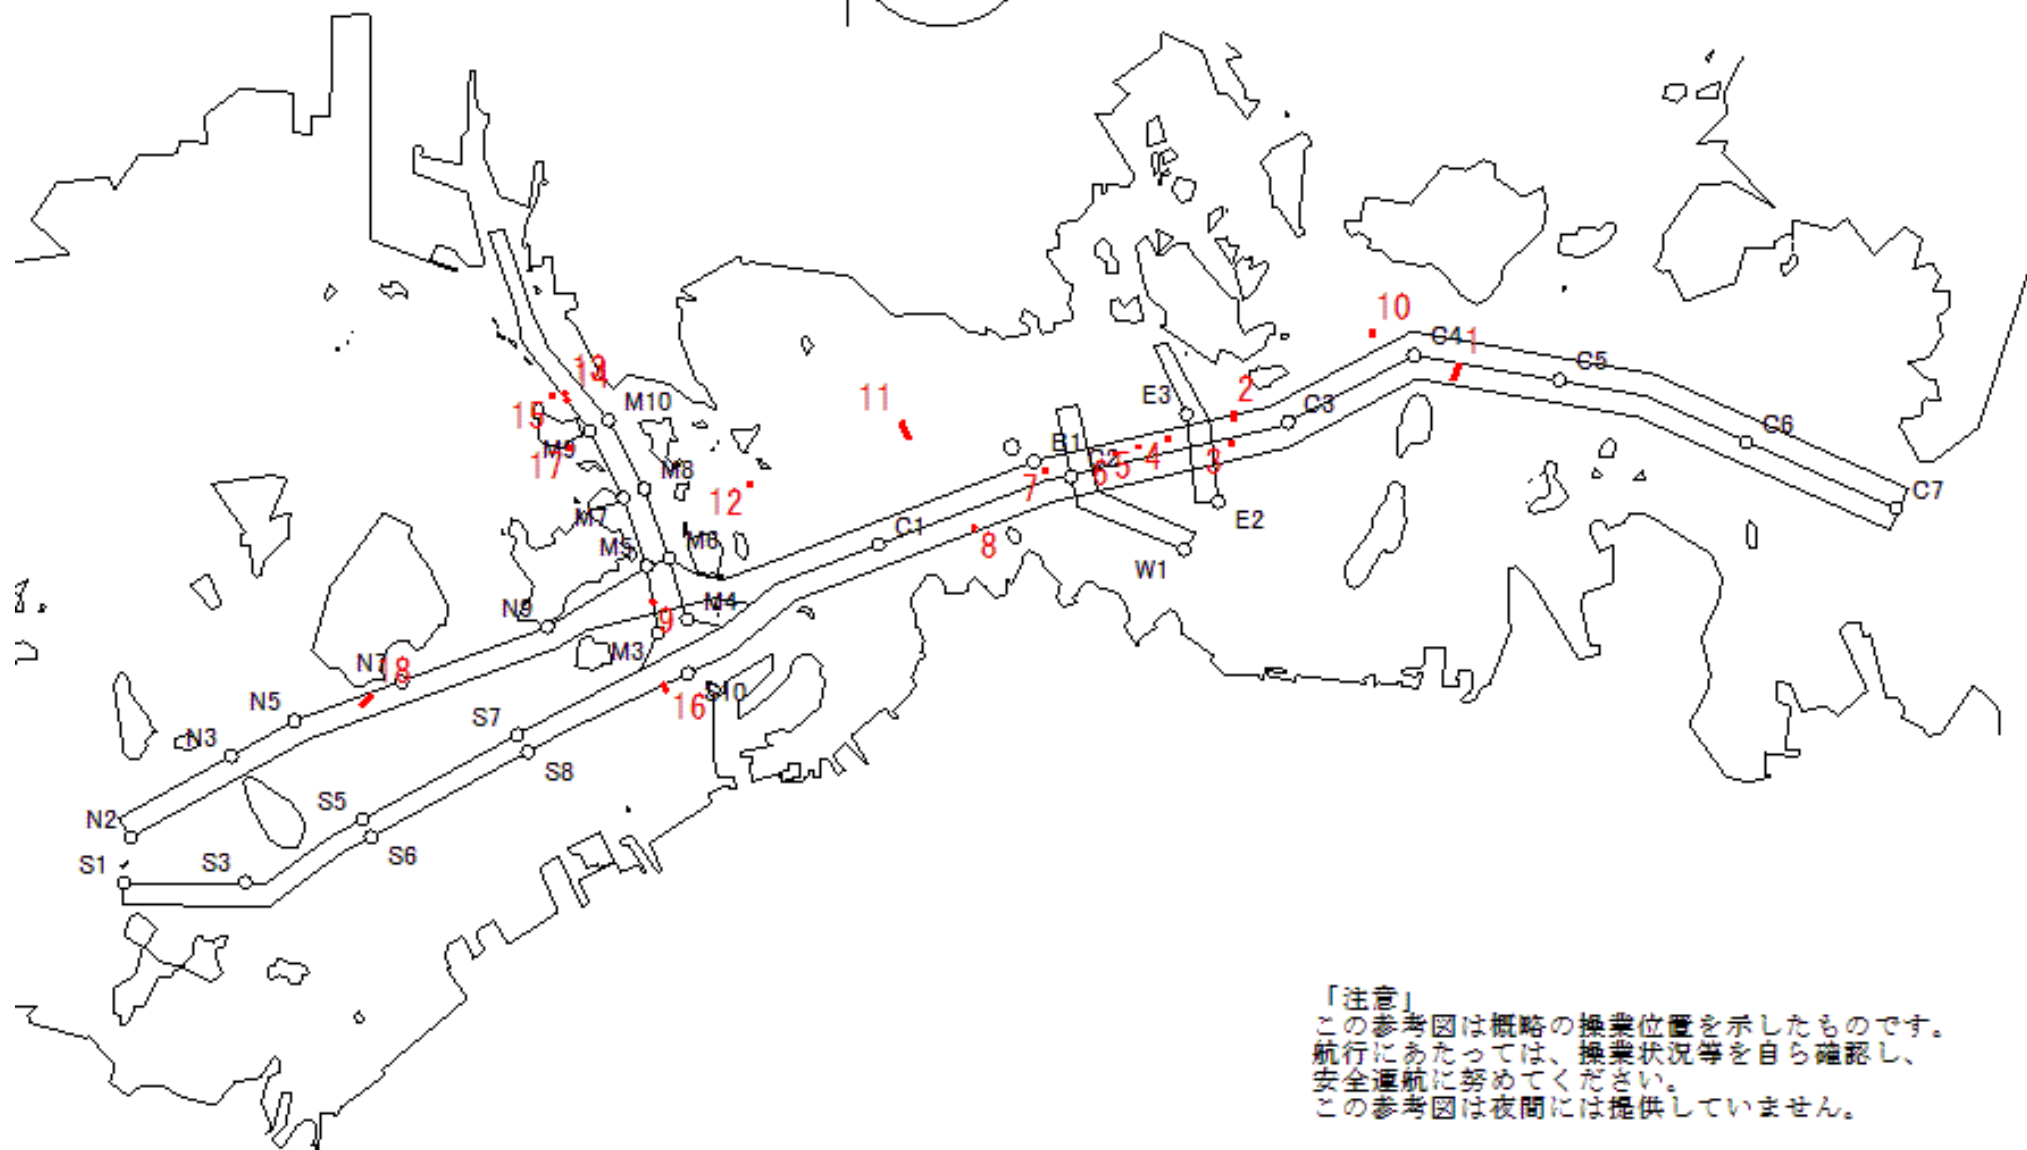 10
C4
1
C5
13
14
M10
15
11
2
E3
C3
C6
M9
17
M8
B1
C2
4
5
3
6
7
12
C7
E2
M7
M5
M6
C1
8
W1
N9
M4
9
M3
N7
18
S10
16
N5
S7
N3
S8
N2
S5
S1
S3
S6
「注意」
この参考図は概略の操業位置を示したものです。
航行にあたっては、操業状況等を自ら確認し、
安全運航に努めてください。
この参考図は夜間には提供していません。